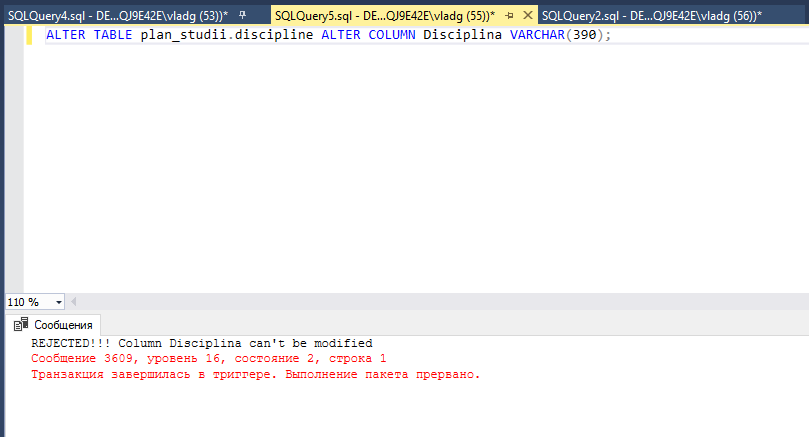 SQLQuery4.sql - DE...QJ9E42E\vladg (53))* SQLQuery5.sql - DE...QJ9E42E\vladg (55))* SQLQuery2.sql - DE...QJ9E42E\vladg (56))*
ALTER TABLE plan_studii.discipline ALTER COLUMN Disciplina VARCHAR(390);
110 %
Сообщения
REJECTED!!! Column Disciplina can't be modified
Сообщение 3609, уровень 16, состояние 2, строка 1
Транзакция завершилась в триггере. Выполнение пакета прервано.